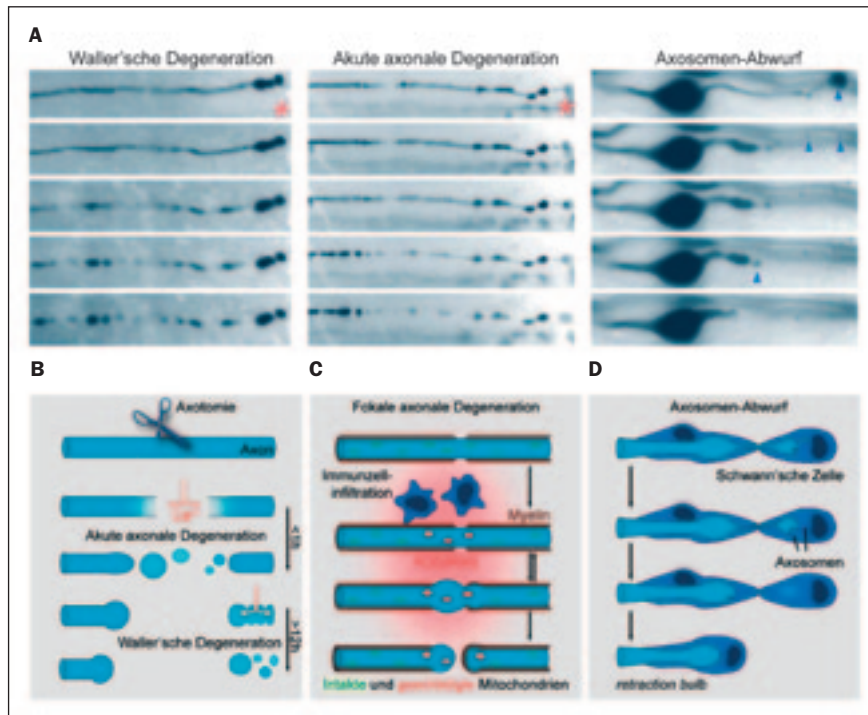 A
Waller'sche Degeneration
Akute axonale Degeneration
Axosomen-Abwurf
B
Axotomie
Axon
Akute axonale Degeneration
<1h
Waller'sche Degeneration
>12h
C
Fokale axonale Degeneration
Immunzell-
infiltration
Myelin
Intakte und Mitochondrien
D
Axosomen-Abwurf
Schwann'sche Zelle
Axosomen
retraction bulb